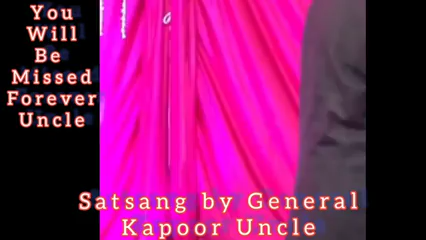 You
Will
Be
Missed
Forever
Uncle
Satsang by General
Kapoor Uncle